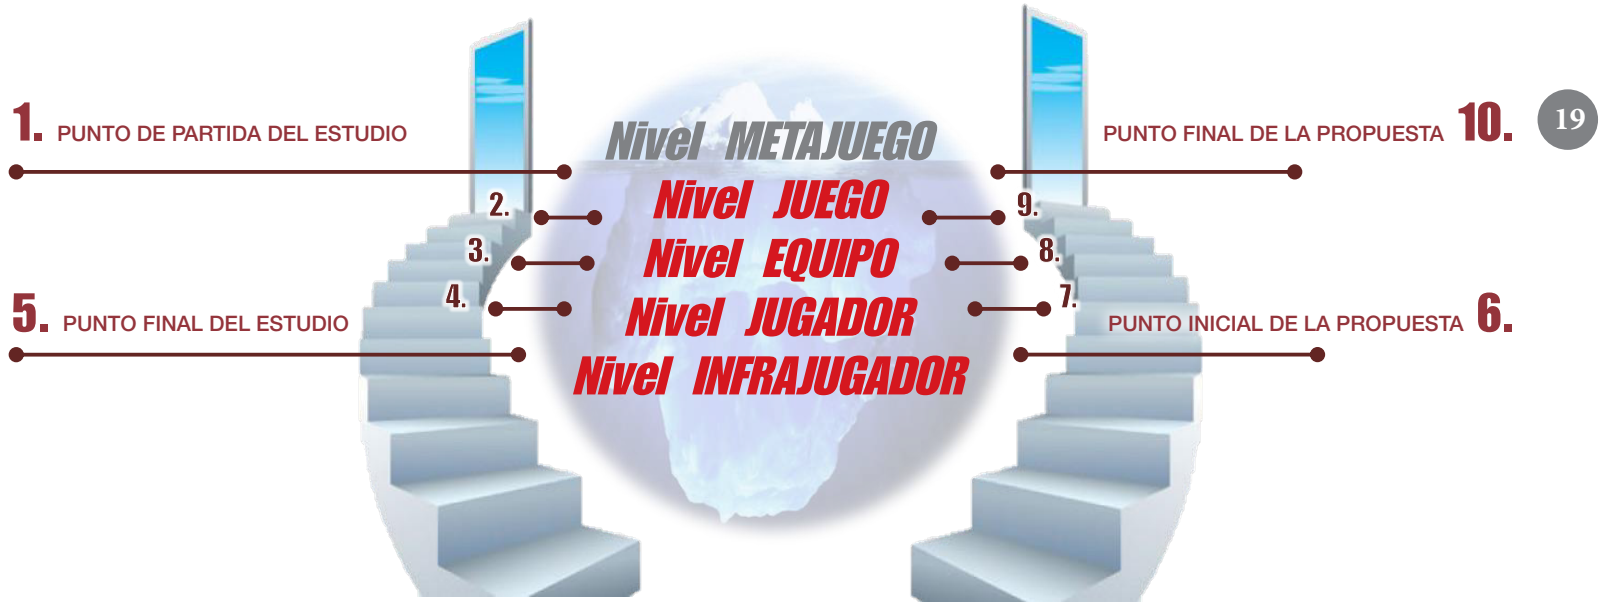 1. PUNTO DE PARTIDA DEL ESTUDIO
Nivel METAJUEGO
PUNTO FINAL DE LA PROPUESTA 10.
19
2.
Nivel JUEGO
9.
3.
Nivel EQUIPO
8.
4.
Nivel JUGADOR
7.
5. PUNTO FINAL DEL ESTUDIO
PUNTO INICIAL DE LA PROPUESTA 6.
Nivel INFRAJUGADOR